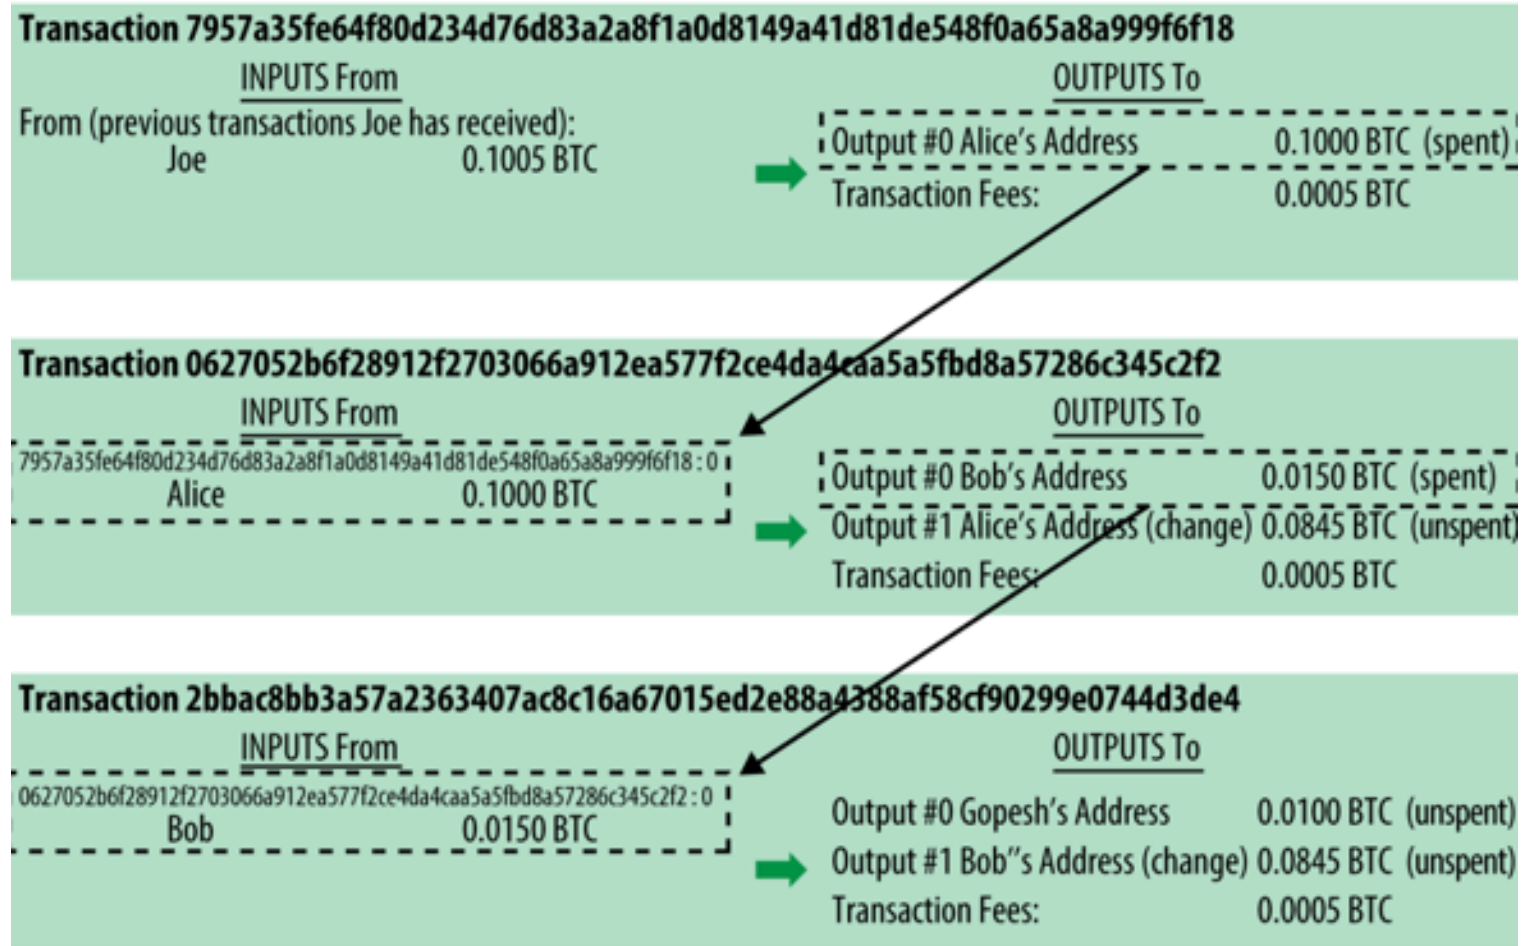 Transaction 7957a35fe64f80d234d76d83a2a8f1a0d8149a41d81de548f0a65a8a999f6f18
INPUTS From
OUTPUTS To
From (previous transactions Joe has received):
Joe 0.1005 BTC
Output #0 Alice's Address 0.1000 BTC (spent)
Transaction Fees: 0.0005 BTC
Transaction 0627052b6f28912f2703066a912ea577f2ce4da4caa5a5fbd8a57286c345c2f2
INPUTS From
OUTPUTS To
7957a35fe64f80d234d76d83a2a8f1a0d8149a41d81de548f0a65a8a999f6f18 : 0
Alice 0.1000 BTC
Output #0 Bob's Address 0.0150 BTC (spent)
Output #1 Alice's Address (change) 0.0845 BTC (unspent)
Transaction Fees: 0.0005 BTC
Transaction 2bbac8bb3a57a2363407ac8c16a67015ed2e88a4388af58cf90299e0744d3de4
INPUTS From
OUTPUTS To
0627052b6f28912f2703066a912ea577f2ce4da4caa5a5fbd8a57286c345c2f2 : 0
Bob 0.0150 BTC
Output #0 Gopesh's Address 0.0100 BTC (unspent)
Output #1 Bob"s Address (change) 0.0845 BTC (unspent)
Transaction Fees: 0.0005 BTC